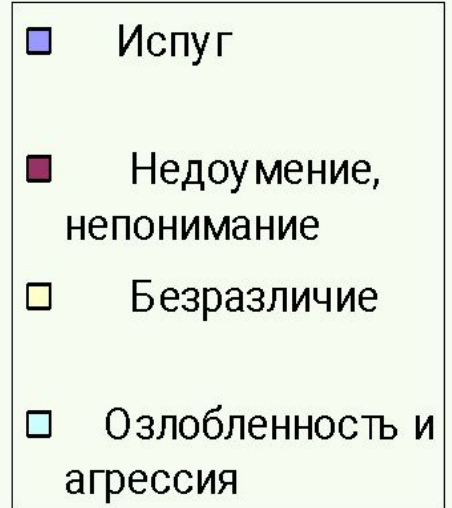 Испуг
Недоумение,
непонимание
Безразличие
Озлобленность и
агрессия